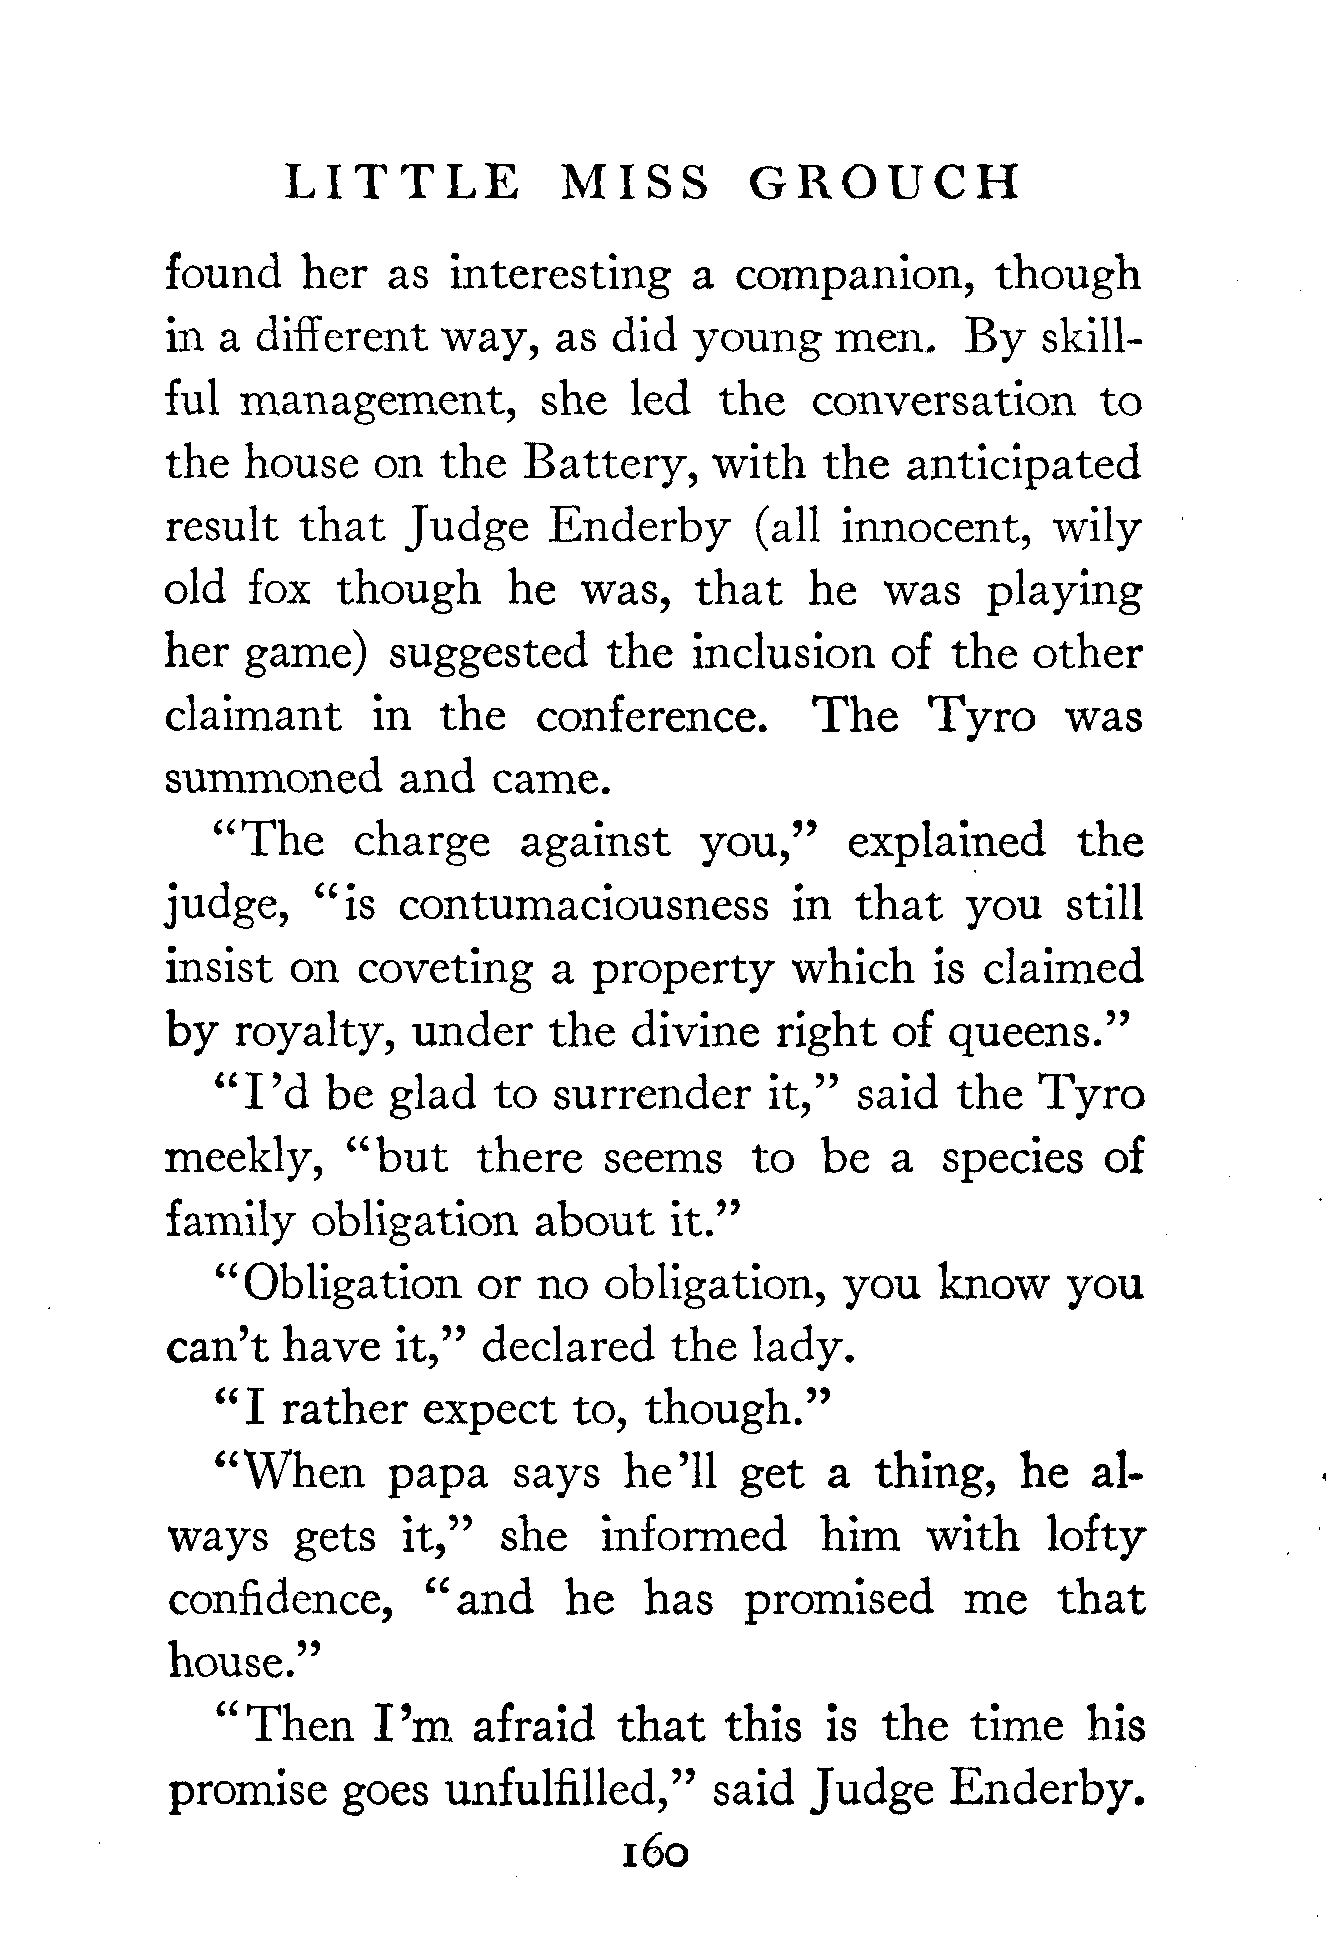 LITTLE MISS GROUCH
found her as interesting a companion, though
in a different way, as did young men. By skill-
ful management, she led the conversation to
the house on the Battery, with the anticipated
result that Judge Enderby (all innocent, wily
old fox though he was, that he was playing
her game) suggested the inclusion of the other
claimant in the conference. The Tyro was
summoned and came.
“The charge against you,” explained the
judge, “is contumaciousness in that you still
insist on coveting a property which is claimed
by royalty, under the divine right of queens.”
“I’d be glad to surrender it,” said the Tyro
meekly, “but there seems to be a species of
family obligation about it.”
“Obligation or no obligation, you know you
can’t have it,” declared the lady.
“I rather expect to, though.”
“When papa says he’ll get a thing, he al-
ways gets it,” she informed him with lofty
confidence, “and he has promised me that
house.”
“Then I’m afraid that this is the time his
promise goes unfulfilled,” said Judge Enderby.
160